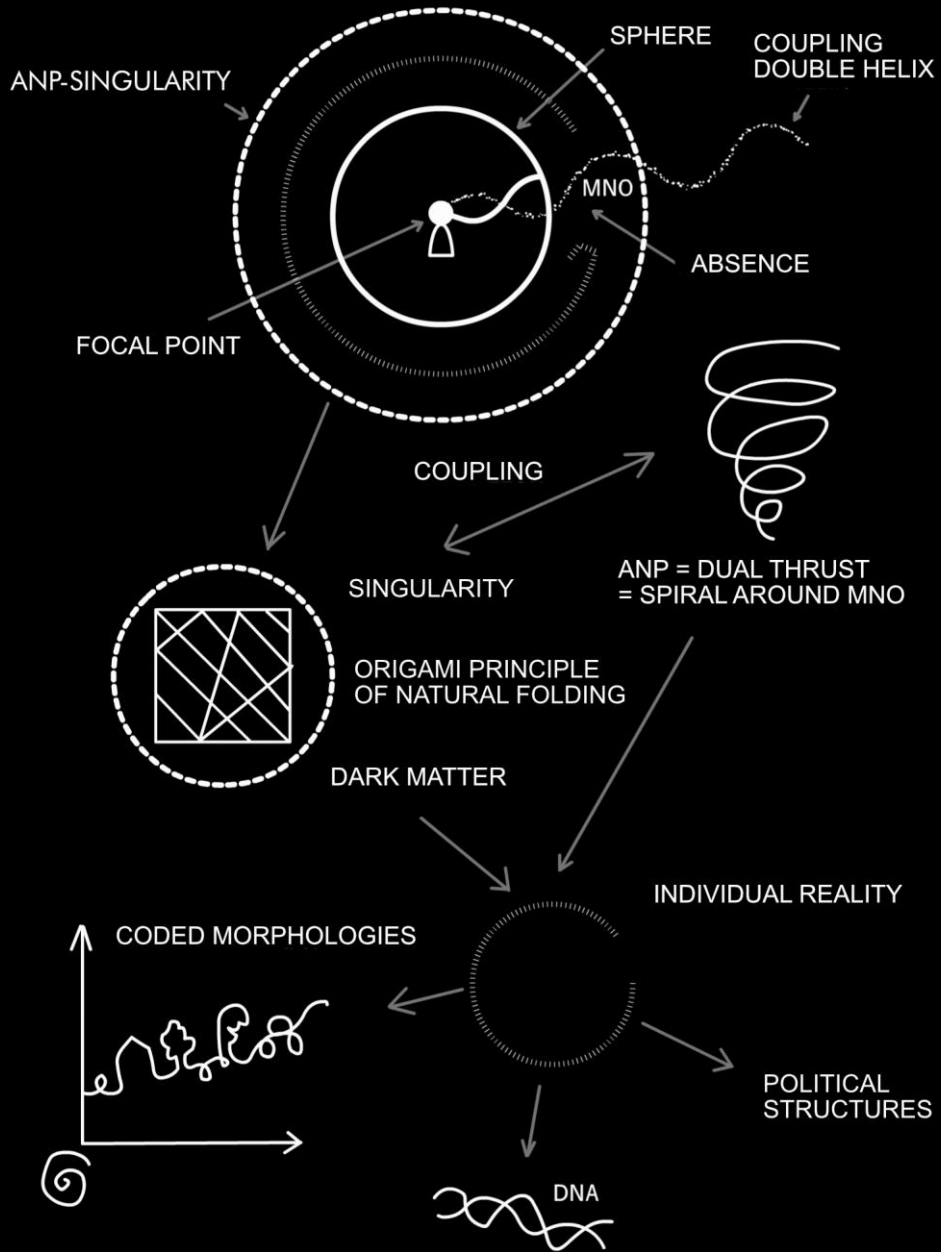 SPHERE
COUPLING
DOUBLE HELIX
ANP-SINGULARITY
MNO
ABSENCE
FOCAL POINT
COUPLING
SINGULARITY
ANP = DUAL THRUST
= SPIRAL AROUND MNO
ORIGAMI PRINCIPLE
OF NATURAL FOLDING
DARK MATTER
INDIVIDUAL REALITY
CODED MORPHOLOGIES
POLITICAL
STRUCTURES
DNA